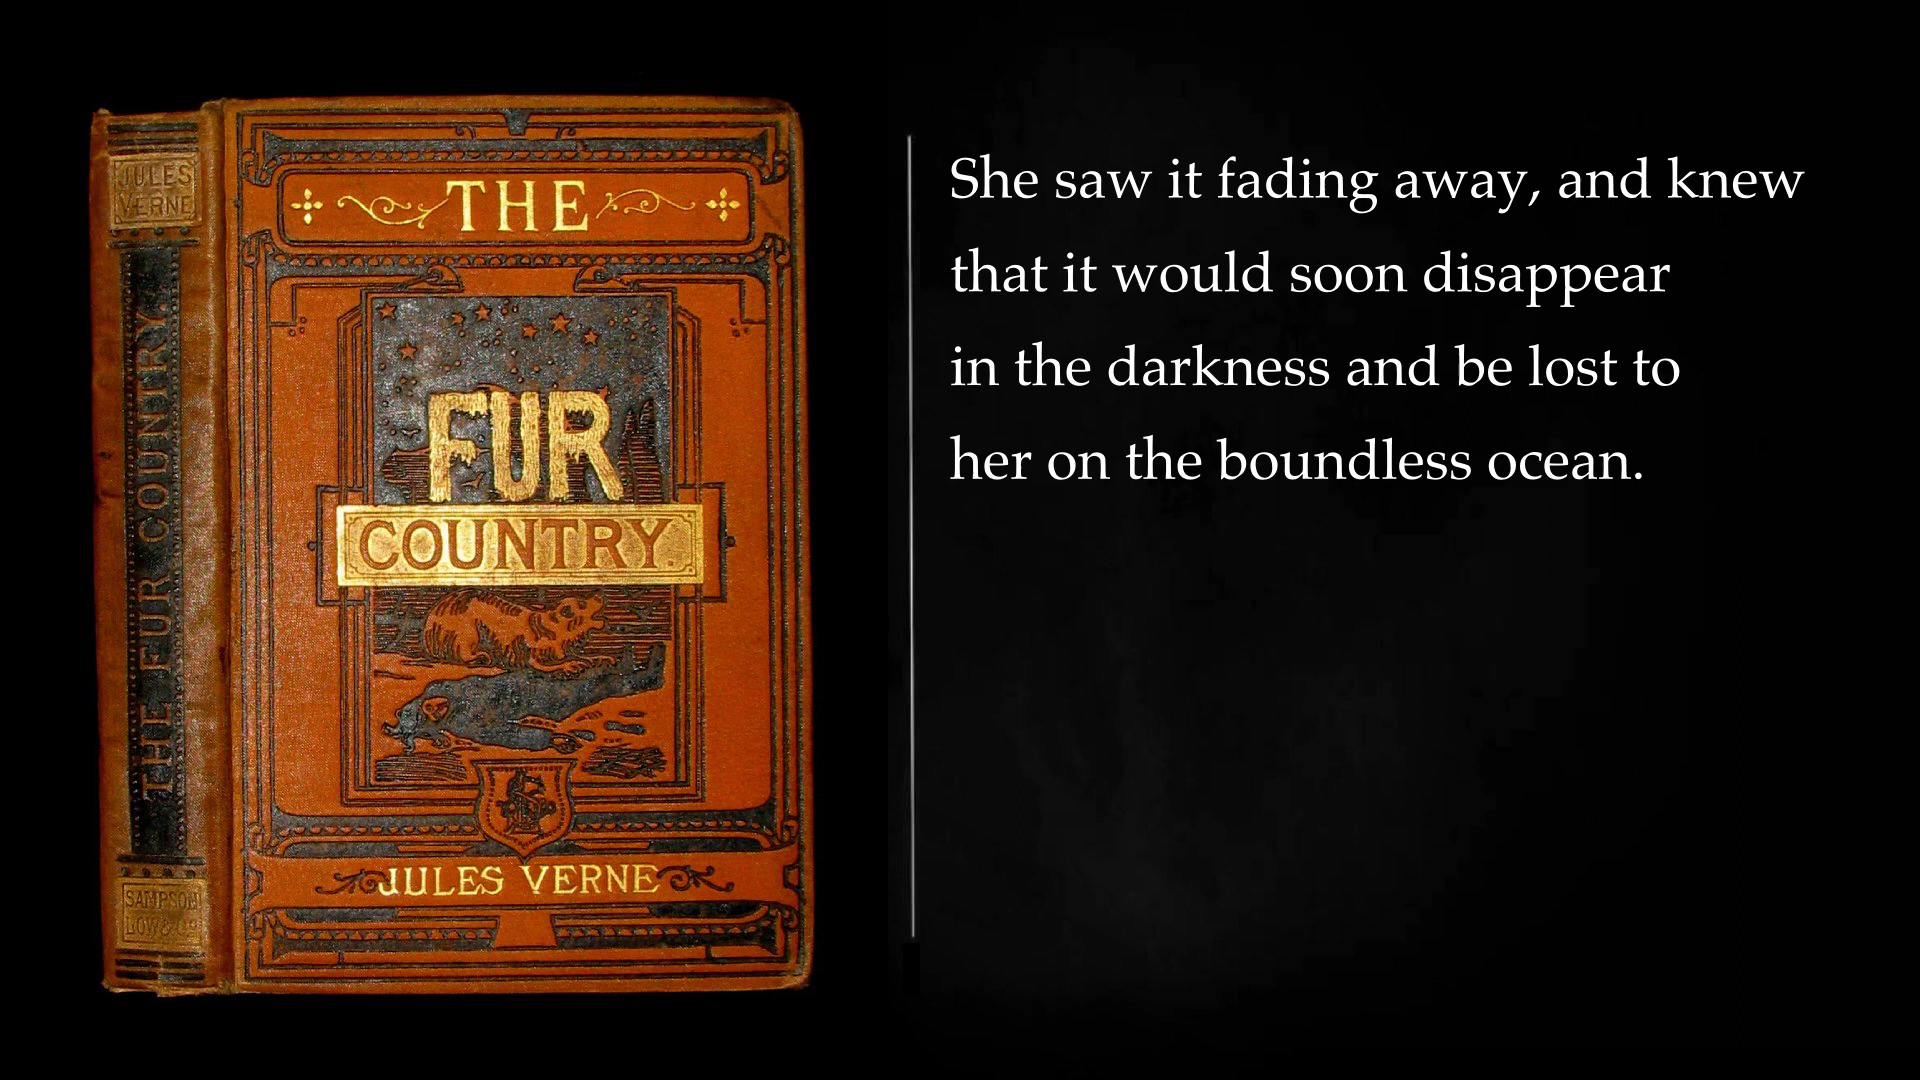 JULES
VERNE
THE FUR COUNTRY.
SAMPSON
LOW & Co
THE
FUR
COUNTRY.
JULES VERNE
She saw it fading away, and knew
that it would soon disappear
in the darkness and be lost to
her on the boundless ocean.